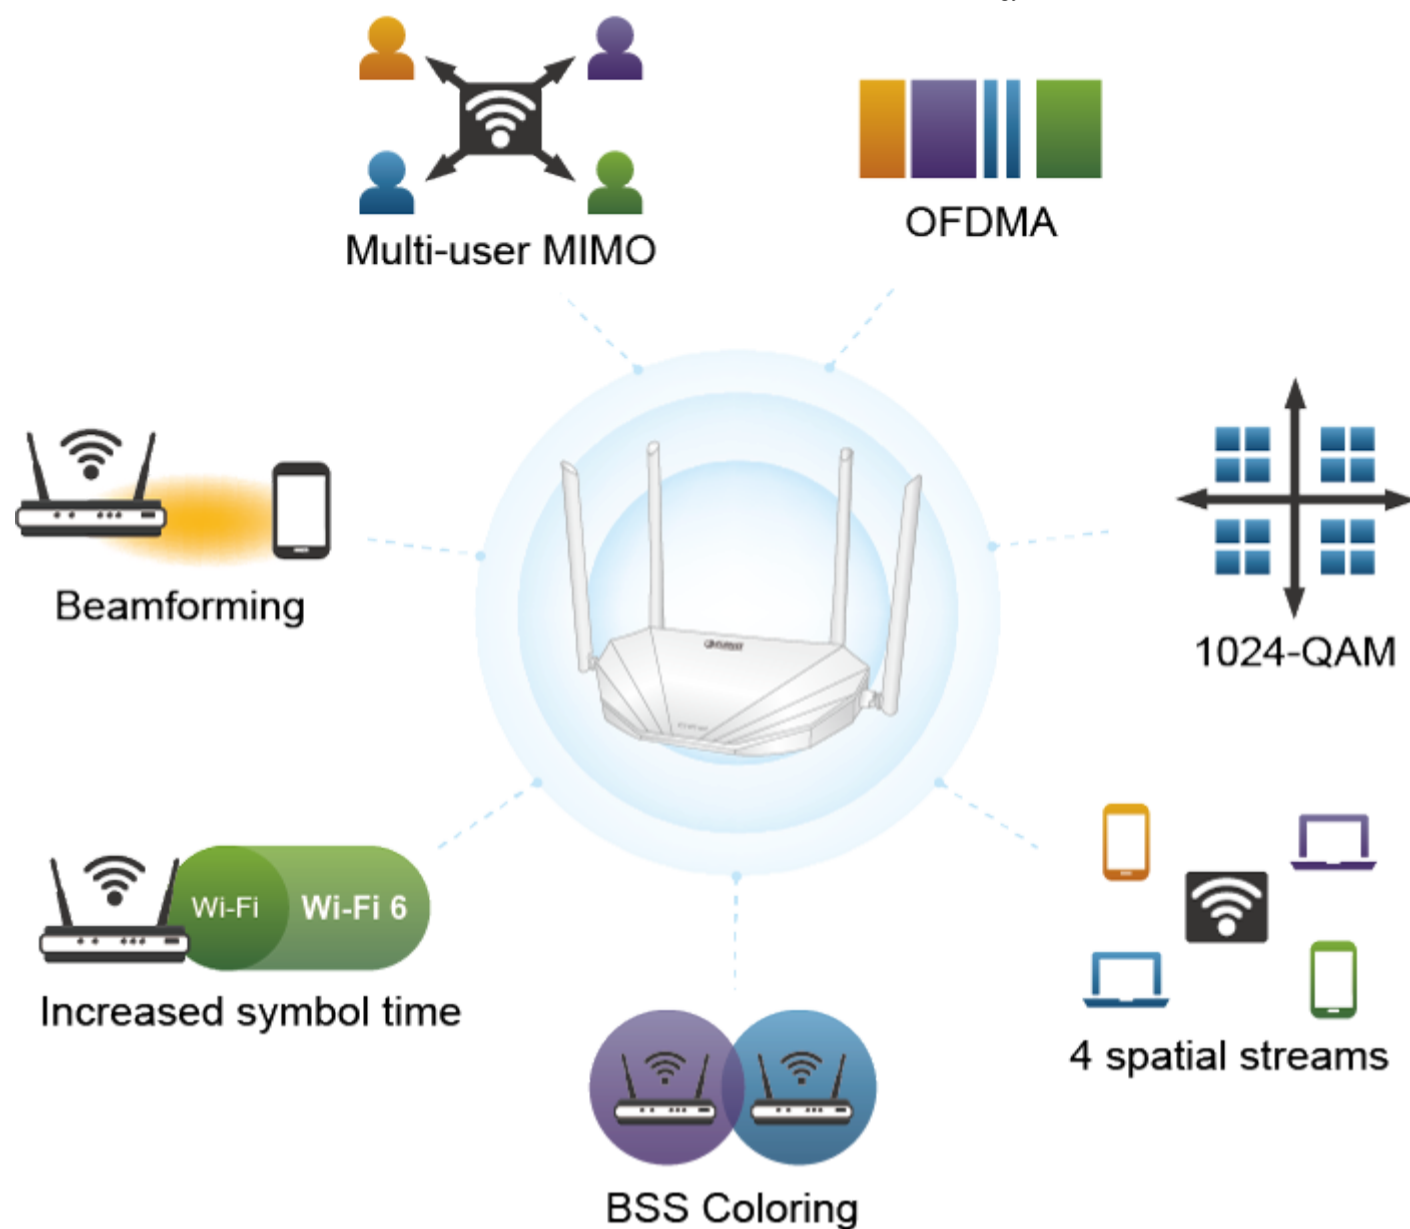 Multi-user MIMO
OFDMA
Beamforming
1024-QAM
Wi-Fi
Wi-Fi 6
Increased symbol time
4 spatial streams
BSS Coloring